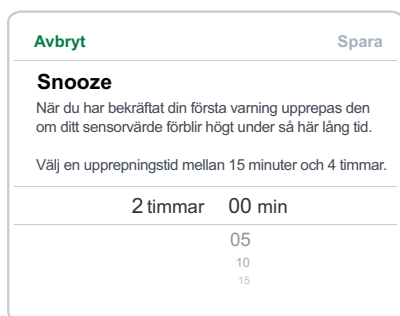 Avbryt Spara
Snooze
När du har bekräftat din första varning upprepas den
om ditt sensorvärde förblir högt under så här lång tid.
Välj en upprepningstid mellan 15 minuter och 4 timmar.
2 timmar 00 min
05
10
15